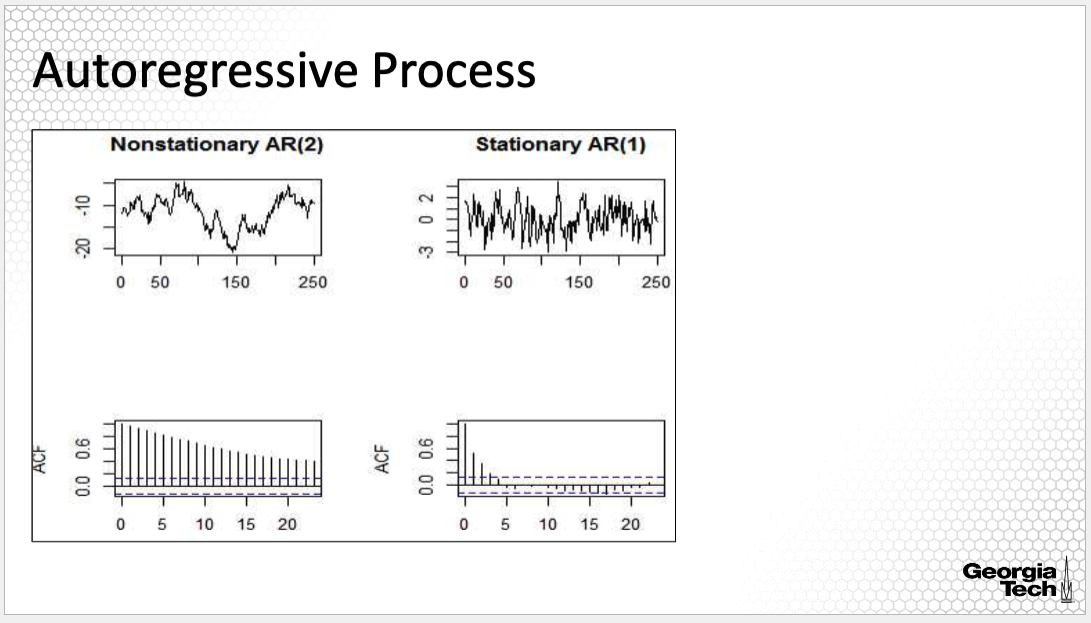 Autoregressive Process
Nonstationary AR(2)
-10
-20
0 50 150 250
Stationary AR(1)
2
0
-3
0 50 150 250
ACF
0.6
0.0
0 5 10 15 20
ACF
0.6
0.0
0 5 10 15 20
Georgia
Tech